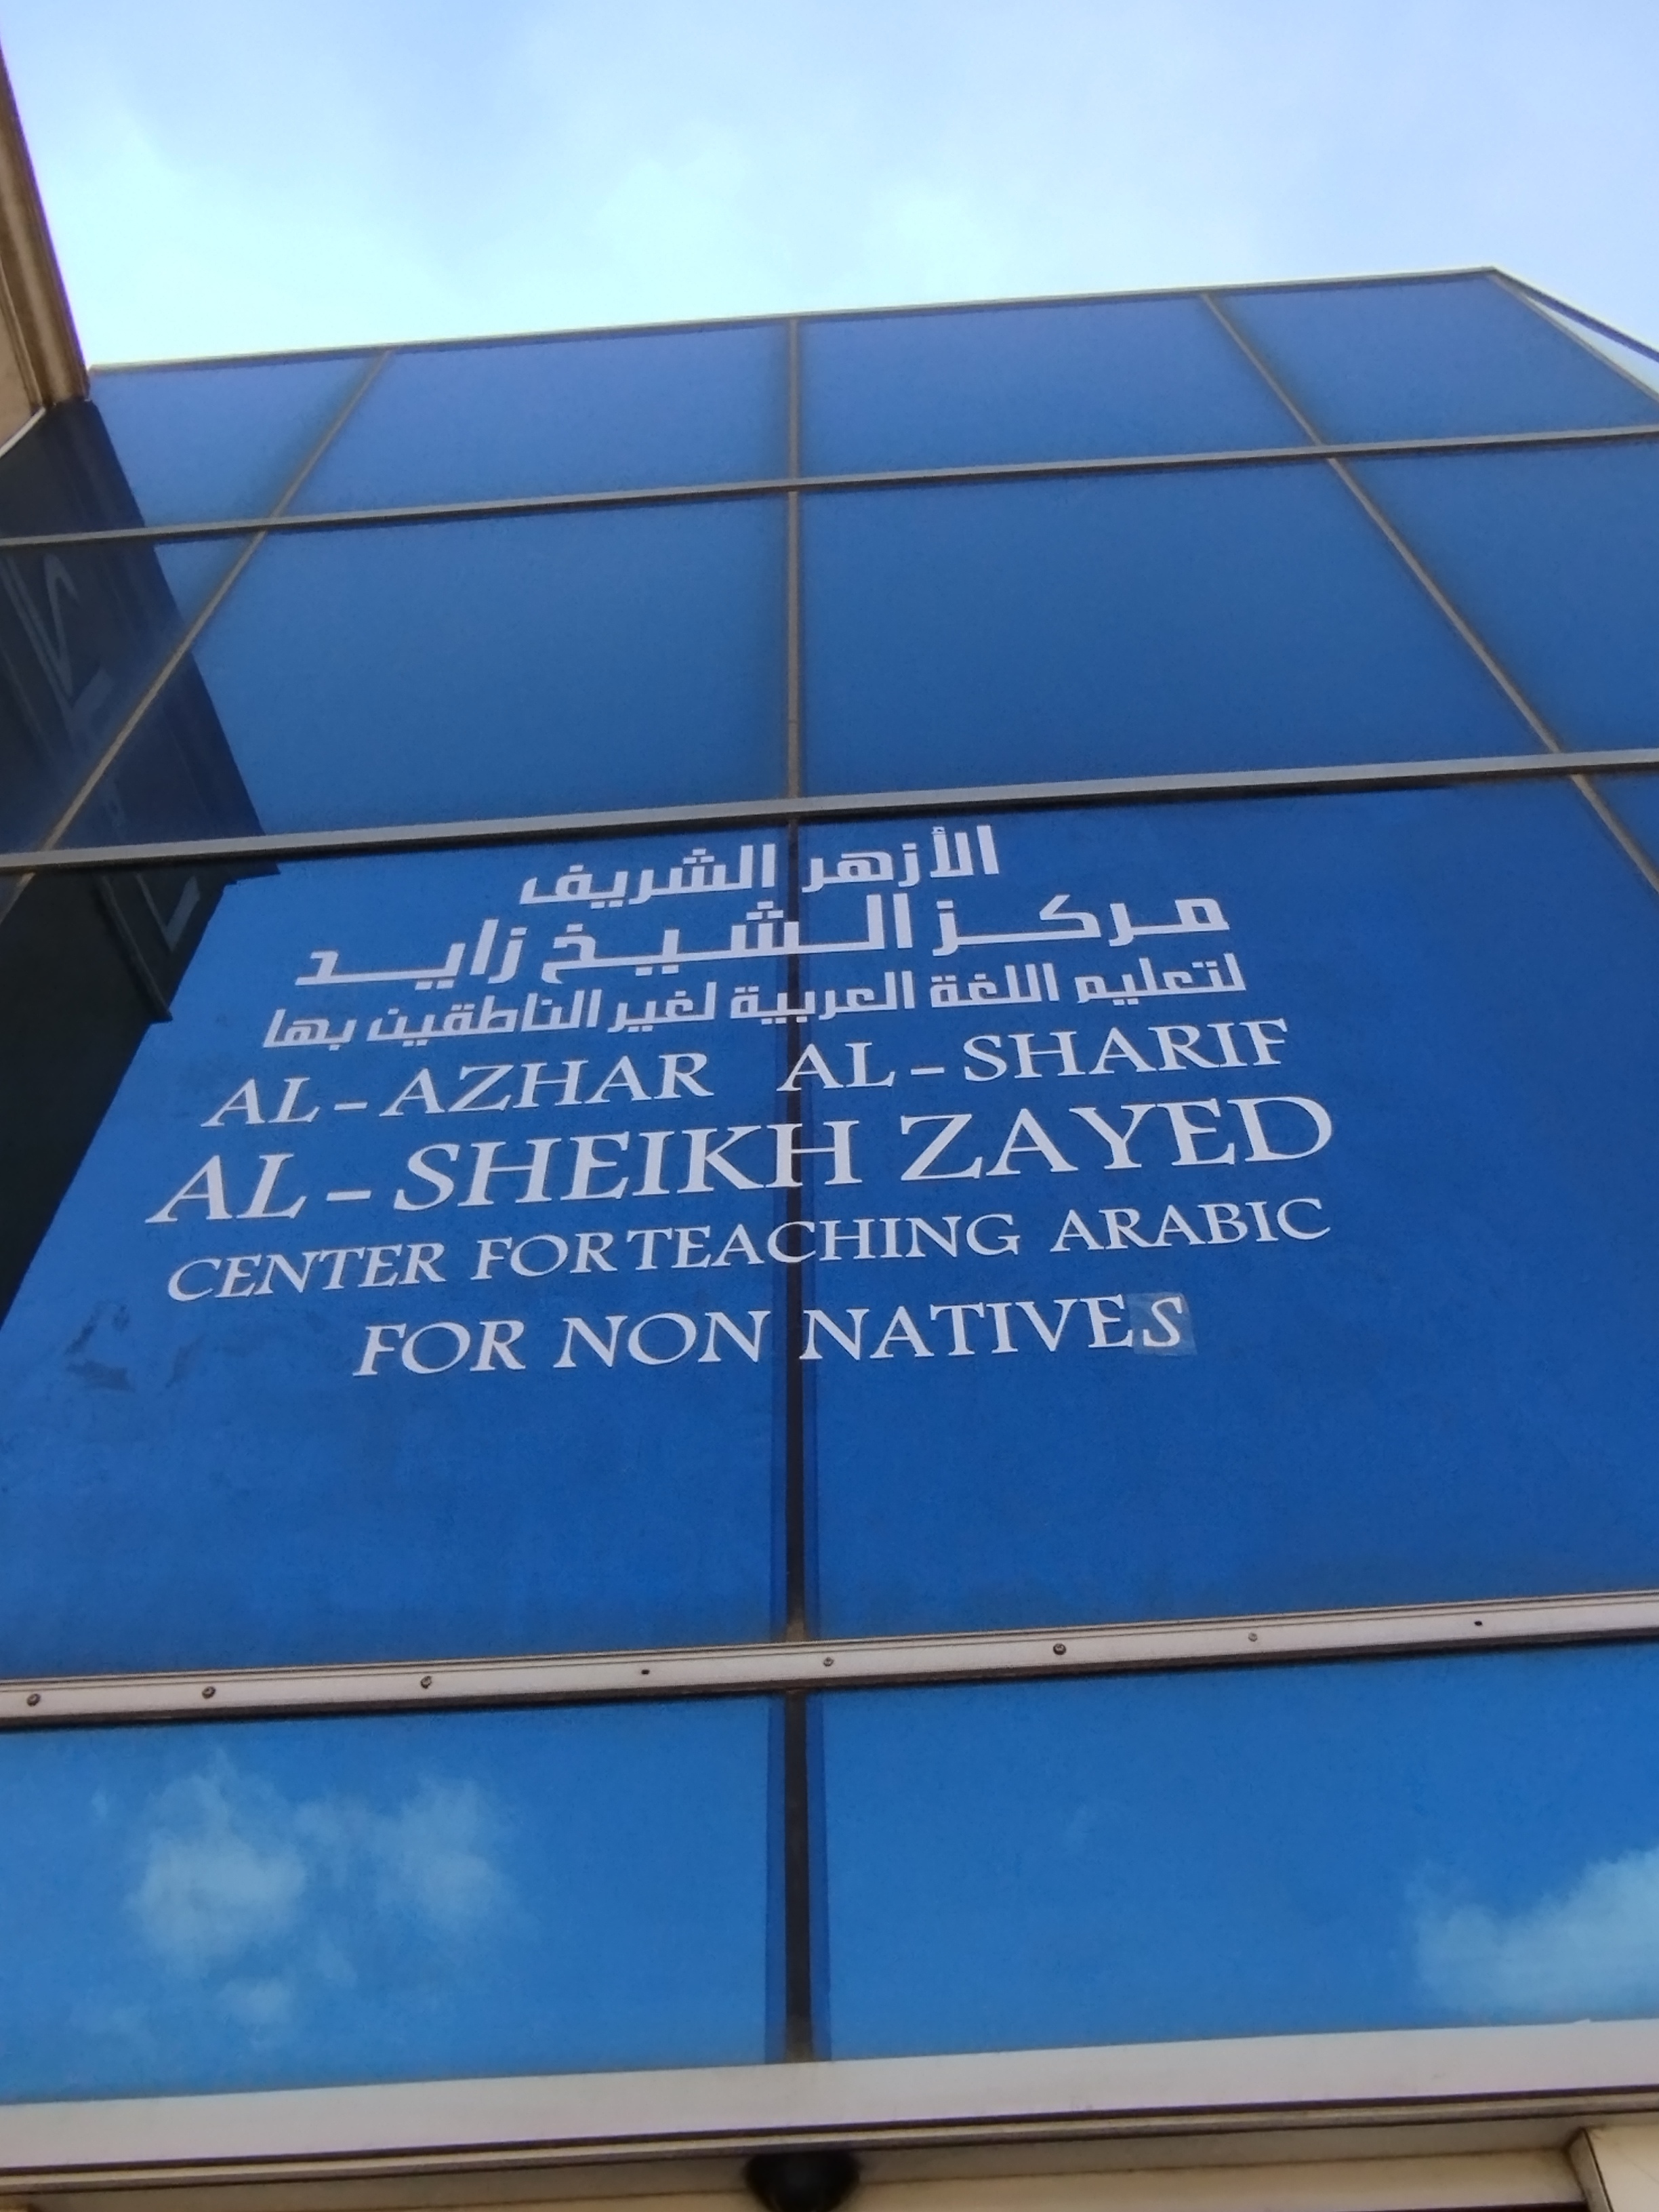 الأزهر الشريف
مركز الشيخ زايد
لتعليم اللغة العربية لغير الناطقين بها
AL-AZHAR AL-SHARIF
AL-SHEIKH ZAYED
CENTER FOR TEACHING ARABIC
FOR NON NATIVES